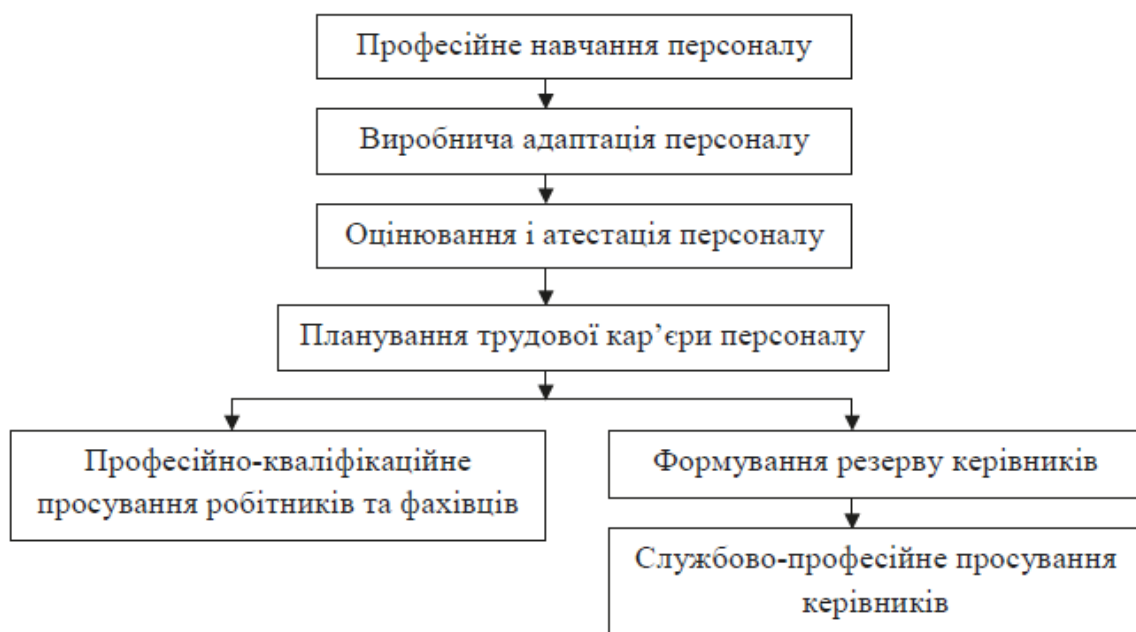 Професійне навчання персоналу
Виробнича адаптація персоналу
Оцінювання і атестація персоналу
Планування трудової кар’єри персоналу
Професійно-кваліфікаційне
просування робітників та фахівців
Формування резерву керівників
Службово-професійне просування
керівників